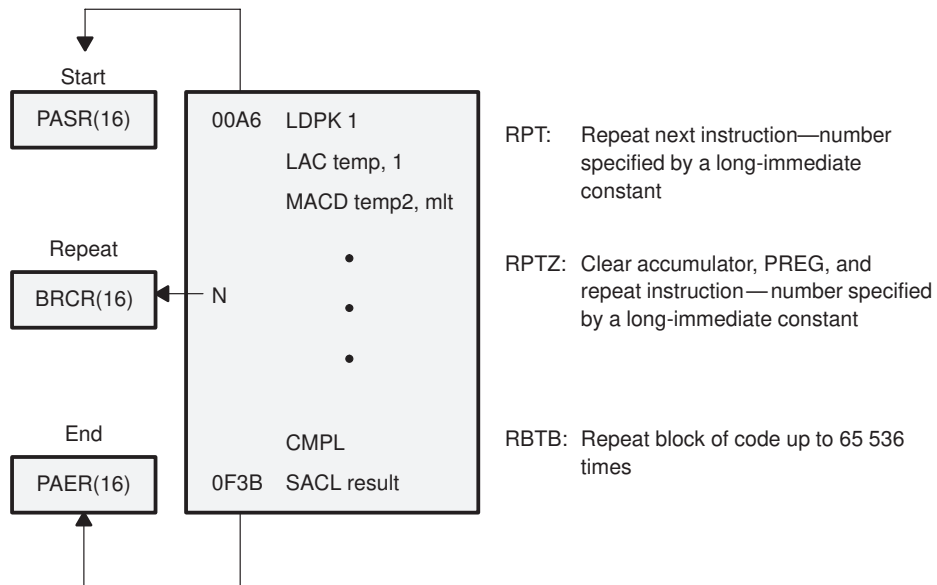 Start
PASR(16)
Repeat
BRCR(16)
End
PAER(16)
00A6 LDPK 1
LAC temp, 1
MACD temp2, mlt
•
N
•
•
CMPL
0F3B SACL result
RPT: Repeat next instruction—number
specified by a long-immediate
constant
RPTZ: Clear accumulator, PREG, and
repeat instruction — number specified
by a long-immediate constant
RBTB: Repeat block of code up to 65 536
times